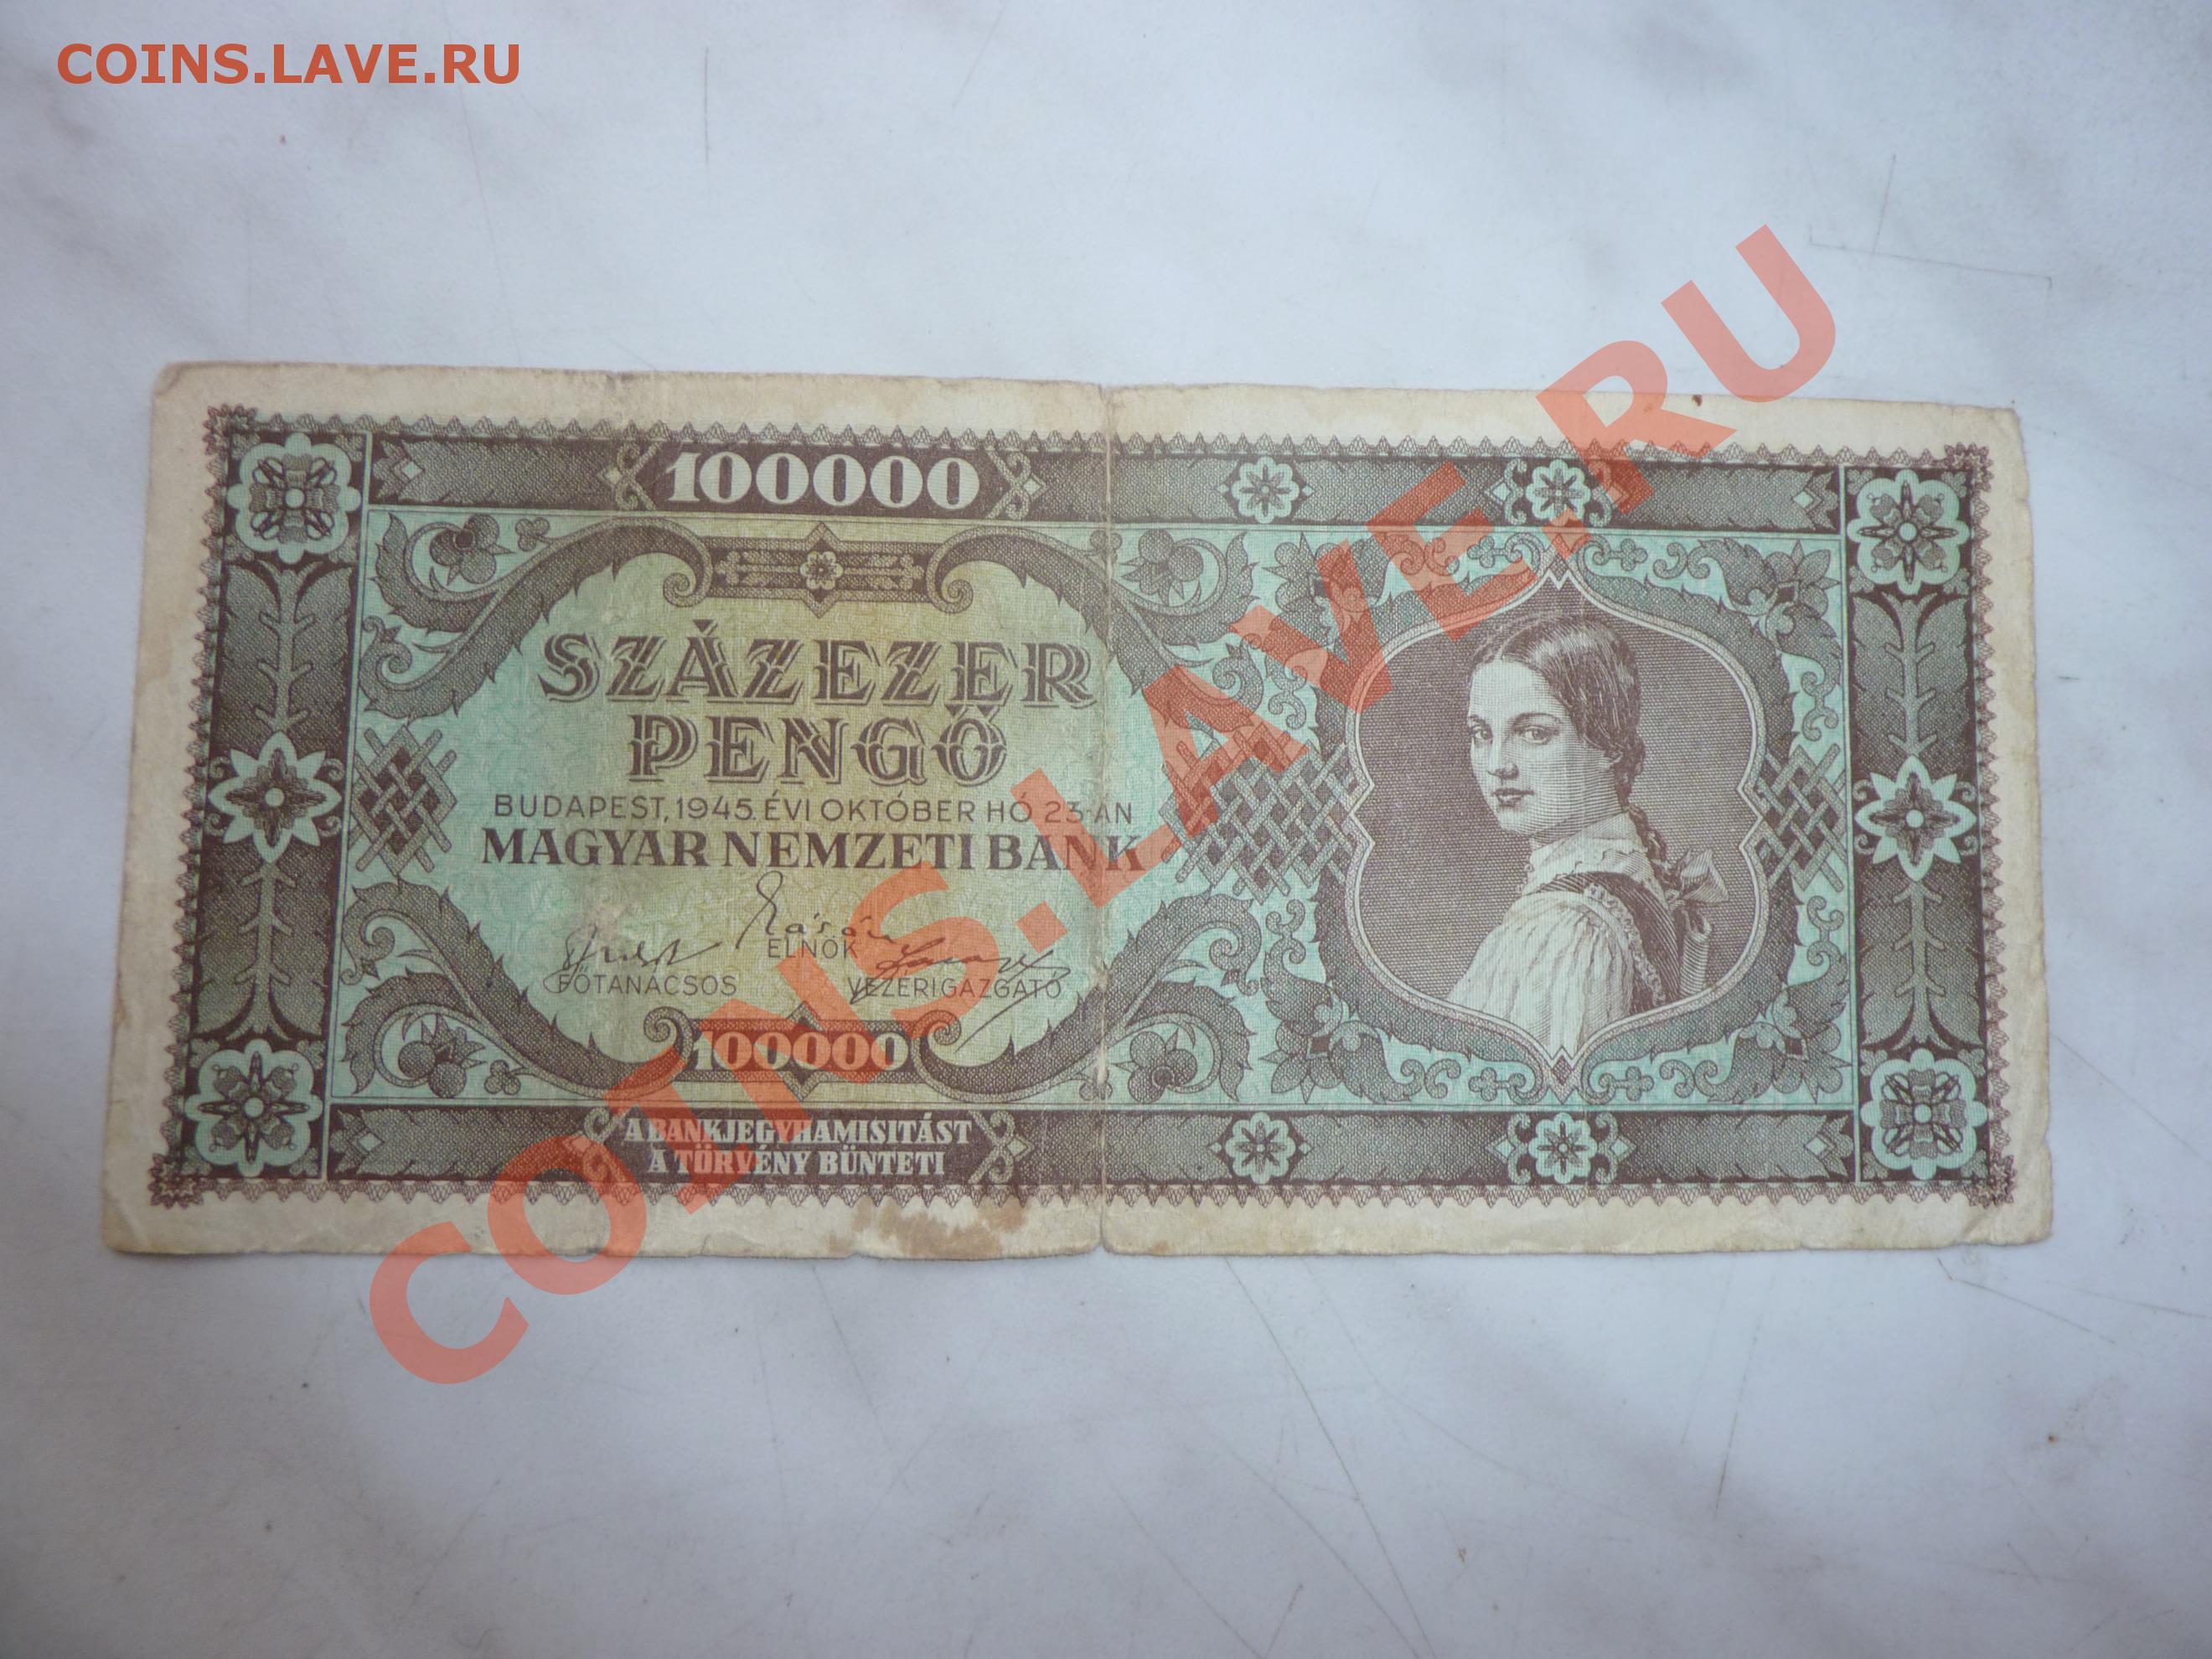 COINS.LAVE.RU
100000
SZÁZEZER
PENGŐ
BUDAPEST, 1945. ÉVI OKTÓBER HÓ 23-ÁN
MAGYAR NEMZETI BANK
ELNÖK
FŐTANÁCSOS
VEZÉRIGAZGATÓ
100000
A BANKJEGYHAMISITÁST
A TÖRVÉNY BÜNTETI
COINS.LAVE.RU